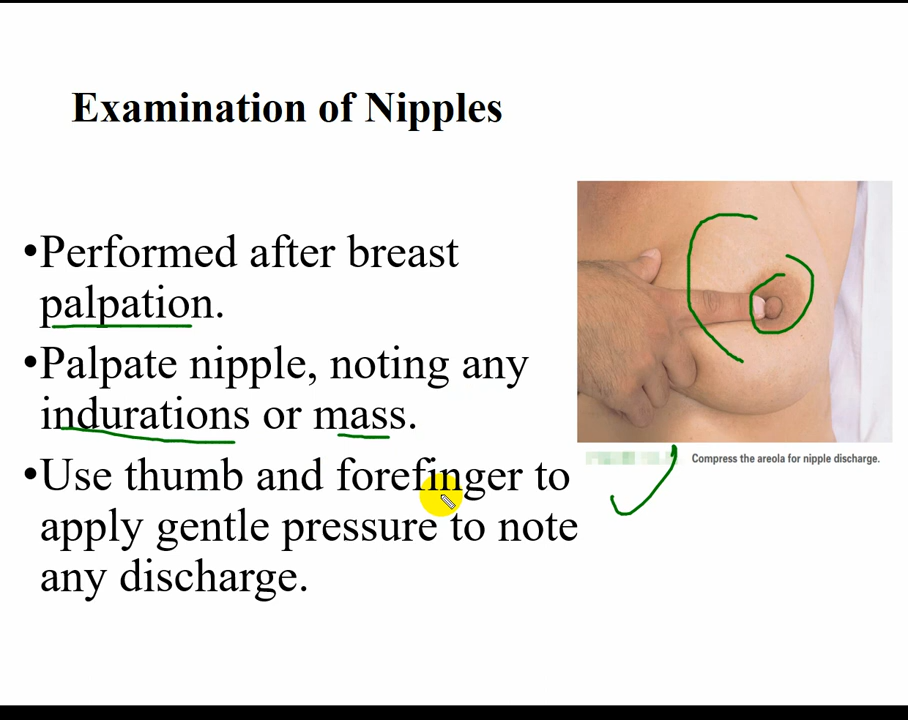 Examination of Nipples
•Performed after breast
palpation.
•Palpate nipple, noting any
indurations or mass.
•Use thumb and forefinger to
apply gentle pressure to note
any discharge.
Compress the areola for nipple discharge.